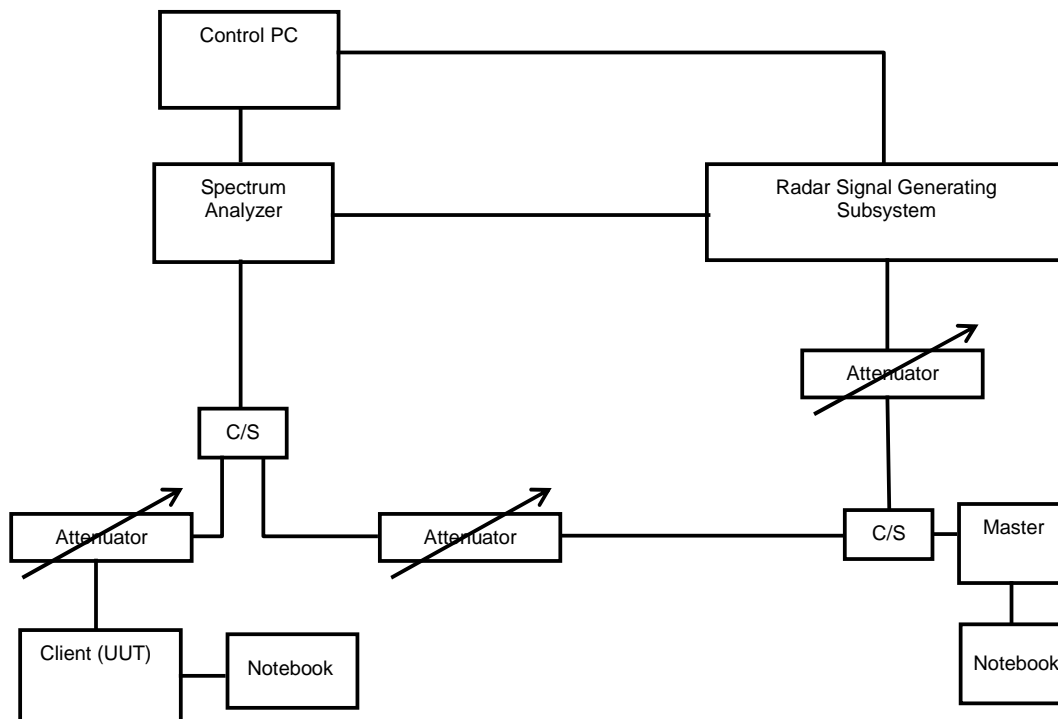 Control PC
Spectrum
Analyzer
Radar Signal Generating
Subsystem
Attenuator
C/S
Attenuator
Attenuator
C/S
Master
Client (UUT)
Notebook
Notebook